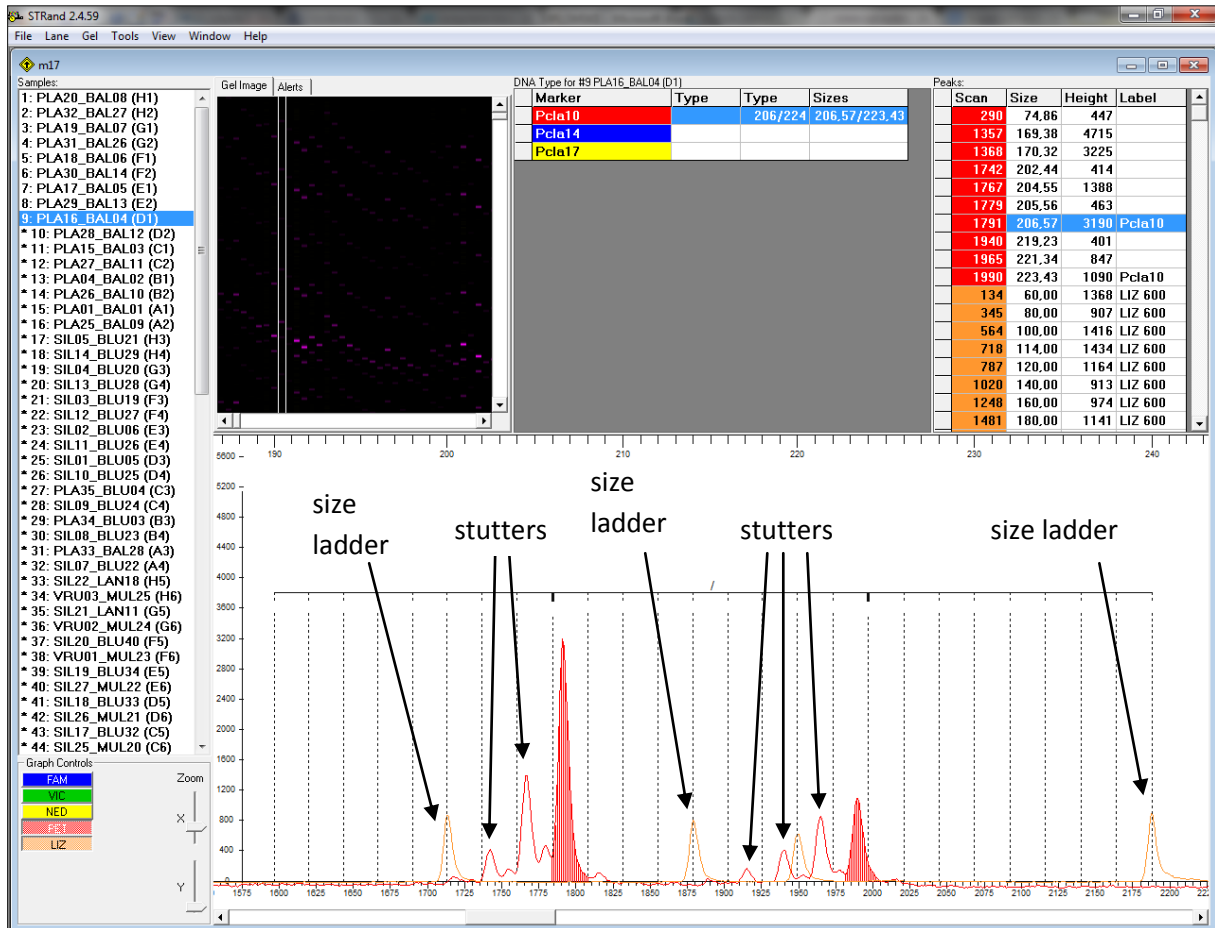 STRand 2.4.59
File Lane Gel Tools View Window Help
m17
Samples:
1: PLA20_BAL08 (H1)
2: PLA32_BAL27 (H2)
3: PLA19_BAL07 (G1)
4: PLA31_BAL26 (G2)
5: PLA18_BAL06 (F1)
6: PLA30_BAL14 (F2)
7: PLA17_BAL05 (E1)
8: PLA29_BAL13 (E2)
9: PLA16_BAL04 (D1)
* 10: PLA28_BAL12 (D2)
* 11: PLA15_BAL03 (C1)
* 12: PLA27_BAL11 (C2)
* 13: PLA04_BAL02 (B1)
* 14: PLA26_BAL10 (B2)
* 15: PLA01_BAL01 (A1)
* 16: PLA25_BAL09 (A2)
* 17: SIL05_BLU21 (H3)
* 18: SIL14_BLU29 (H4)
* 19: SIL04_BLU20 (G3)
* 20: SIL13_BLU28 (G4)
* 21: SIL03_BLU19 (F3)
* 22: SIL12_BLU27 (F4)
* 23: SIL02_BLU06 (E3)
* 24: SIL11_BLU26 (E4)
* 25: SIL01_BLU05 (D3)
* 26: SIL10_BLU25 (D4)
* 27: PLA35_BLU04 (C3)
* 28: SIL09_BLU24 (C4)
* 29: PLA34_BLU03 (B3)
* 30: SIL08_BLU23 (B4)
* 31: PLA33_BAL28 (A3)
* 32: SIL07_BLU22 (A4)
* 33: SIL22_LAN18 (H5)
* 34: VRU03_MUL25 (H6)
* 35: SIL21_LAN11 (G5)
* 36: VRU02_MUL24 (G6)
* 37: SIL20_BLU40 (F5)
* 38: VRU01_MUL23 (F6)
* 39: SIL19_BLU34 (E5)
* 40: SIL27_MUL22 (E6)
* 41: SIL18_BLU33 (D5)
* 42: SIL26_MUL21 (D6)
* 43: SIL17_BLU32 (C5)
* 44: SIL25_MUL20 (C6)
Graph Controls
FAM
VIC
NED
PET
LIZ
Zoom
X
Y
Gel Image Alerts
DNA Type for #9 PLA16_BAL04 (D1)
Marker Type Type Sizes
Pcla10 206/224 206,57/223,43
Pcla14
Pcla17
Peaks:
Scan Size Height Label
290 74,86 447
1357 169,38 4715
1368 170,32 3225
1742 202,44 414
1767 204,55 1388
1779 205,56 463
1791 206,57 3190 Pcla10
1940 219,23 401
1965 221,34 847
1990 223,43 1090 Pcla10
134 60,00 1368 LIZ 600
345 80,00 907 LIZ 600
564 100,00 1416 LIZ 600
718 114,00 1434 LIZ 600
787 120,00 1164 LIZ 600
1020 140,00 913 LIZ 600
1248 160,00 974 LIZ 600
1481 180,00 1141 LIZ 600
190 200 210 220 230 240
5600
5200
4800
4400
4000
3600
3200
2800
2400
2000
1600
1200
800
400
0
size
ladder
stutters
size
ladder
stutters
size ladder
1575 1600 1625 1650 1675 1700 1725 1750 1775 1800 1825 1850 1875 1900 1925 1950 1975 2000 2025 2050 2075 2100 2125 2150 2175 2200